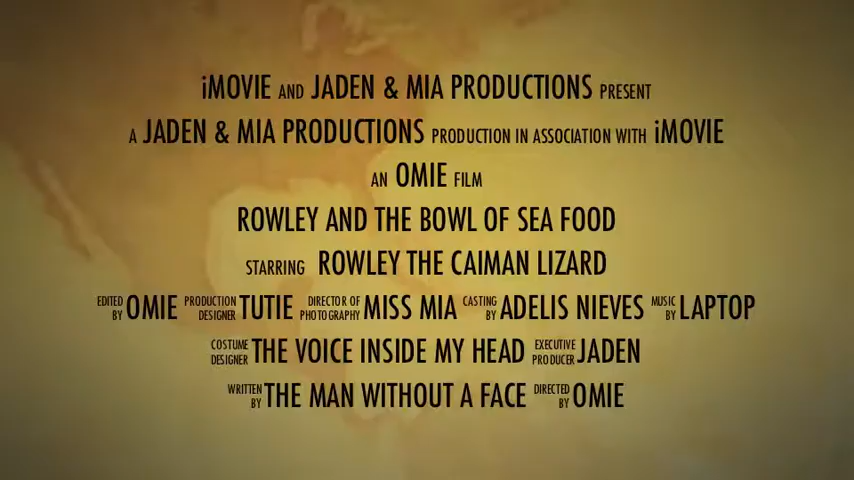 iMOVIE AND JADEN & MIA PRODUCTIONS PRESENT
A JADEN & MIA PRODUCTIONS PRODUCTION IN ASSOCIATION WITH iMOVIE
AN OMIE FILM
ROWLEY AND THE BOWL OF SEA FOOD
STARRING ROWLEY THE CAIMAN LIZARD
EDITED BY OMIE PRODUCTION DESIGNER TUTIE DIRECTOR OF PHOTOGRAPHY MISS MIA CASTING BY ADELIS NIEVES MUSIC BY LAPTOP
COSTUME DESIGNER THE VOICE INSIDE MY HEAD EXECUTIVE PRODUCER JADEN
WRITTEN BY THE MAN WITHOUT A FACE DIRECTED BY OMIE